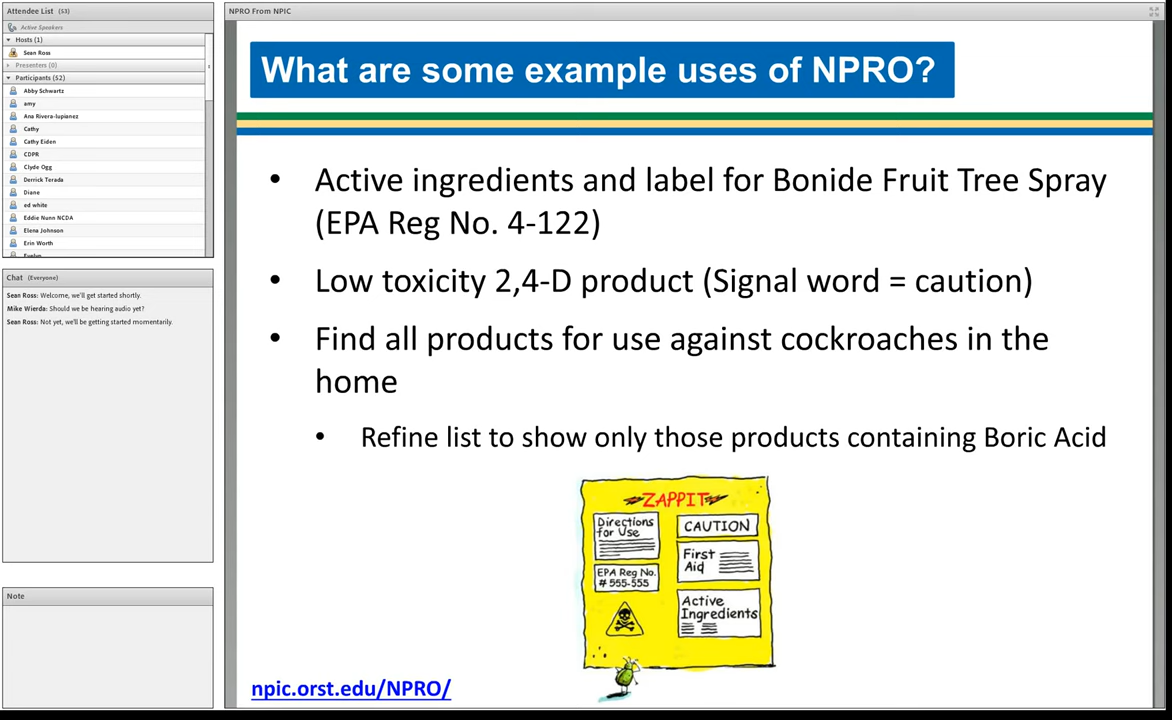 Attendee List (53)
Active Speakers
Hosts (1)
Sean Ross
Presenters (0)
Participants (52)
Abby Schwartz
amy
Ana Rivera-lupianez
Cathy
Cathy Eiden
CDPR
Clyde Ogg
Derrick Terada
Diane
ed white
Eddie Nunn NCDA
Elena Johnson
Erin Worth
Evelyn
Chat (Everyone)
Sean Ross: Welcome, we'll get started shortly.
Mike Wierda: Should we be hearing audio yet?
Sean Ross: Not yet, we'll be getting started momentarily.
Note
NPRO From NPIC
What are some example uses of NPRO?
• Active ingredients and label for Bonide Fruit Tree Spray
(EPA Reg No. 4-122)
• Low toxicity 2,4-D product (Signal word = caution)
• Find all products for use against cockroaches in the
home
• Refine list to show only those products containing Boric Acid
ZAPPIT
Directions
for Use
EPA Reg No.
# 555-555
CAUTION
First
Aid
Active
Ingredients
npic.orst.edu/NPRO/